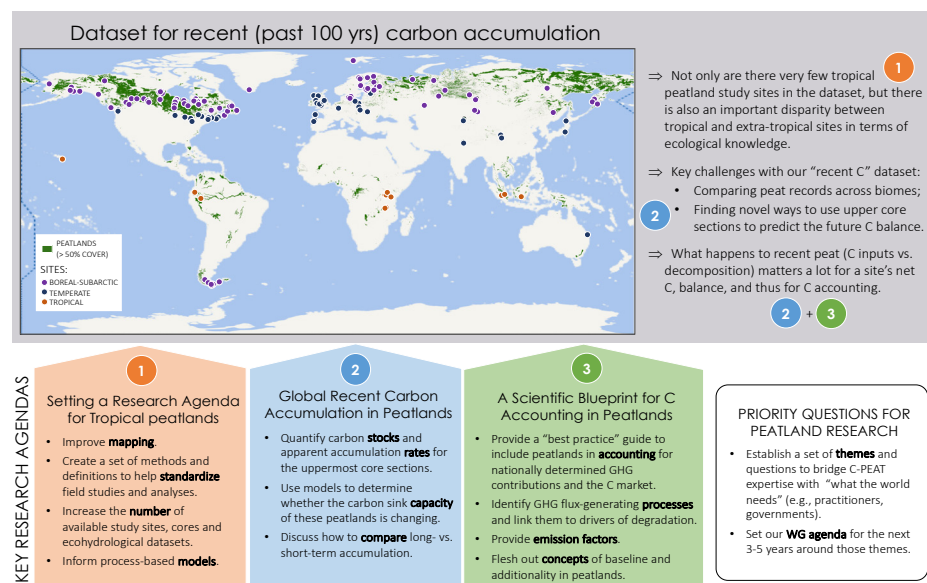 Dataset for recent (past 100 yrs) carbon accumulation
PEATLANDS
(> 50% COVER)
SITES:
BOREAL-SUBARCTIC
TEMPERATE
TROPICAL
1
⇒ Not only are there very few tropical
peatland study sites in the dataset, but there
is also an important disparity between
tropical and extra-tropical sites in terms of
ecological knowledge.
⇒ Key challenges with our “recent C” dataset:
• Comparing peat records across biomes;
2
• Finding novel ways to use upper core
sections to predict the future C balance.
⇒ What happens to recent peat (C inputs vs.
decomposition) matters a lot for a site’s net
C, balance, and thus for C accounting.
2 + 3
KEY RESEARCH AGENDAS
1
Setting a Research Agenda
for Tropical peatlands
• Improve mapping.
• Create a set of methods and
definitions to help standardize
field studies and analyses.
• Increase the number of
available study sites, cores and
ecohydrological datasets.
• Inform process-based models.
2
Global Recent Carbon
Accumulation in Peatlands
• Quantify carbon stocks and
apparent accumulation rates for
the uppermost core sections.
• Use models to determine
whether the carbon sink capacity
of these peatlands is changing.
• Discuss how to compare long- vs.
short-term accumulation.
3
A Scientific Blueprint for C
Accounting in Peatlands
• Provide a “best practice” guide to
include peatlands in accounting for
nationally determined GHG
contributions and the C market.
• Identify GHG flux-generating processes
and link them to drivers of degradation.
• Provide emission factors.
• Flesh out concepts of baseline and
additionality in peatlands.
PRIORITY QUESTIONS FOR
PEATLAND RESEARCH
• Establish a set of themes and
questions to bridge C-PEAT
expertise with “what the world
needs” (e.g., practitioners,
governments).
• Set our WG agenda for the next
3-5 years around those themes.